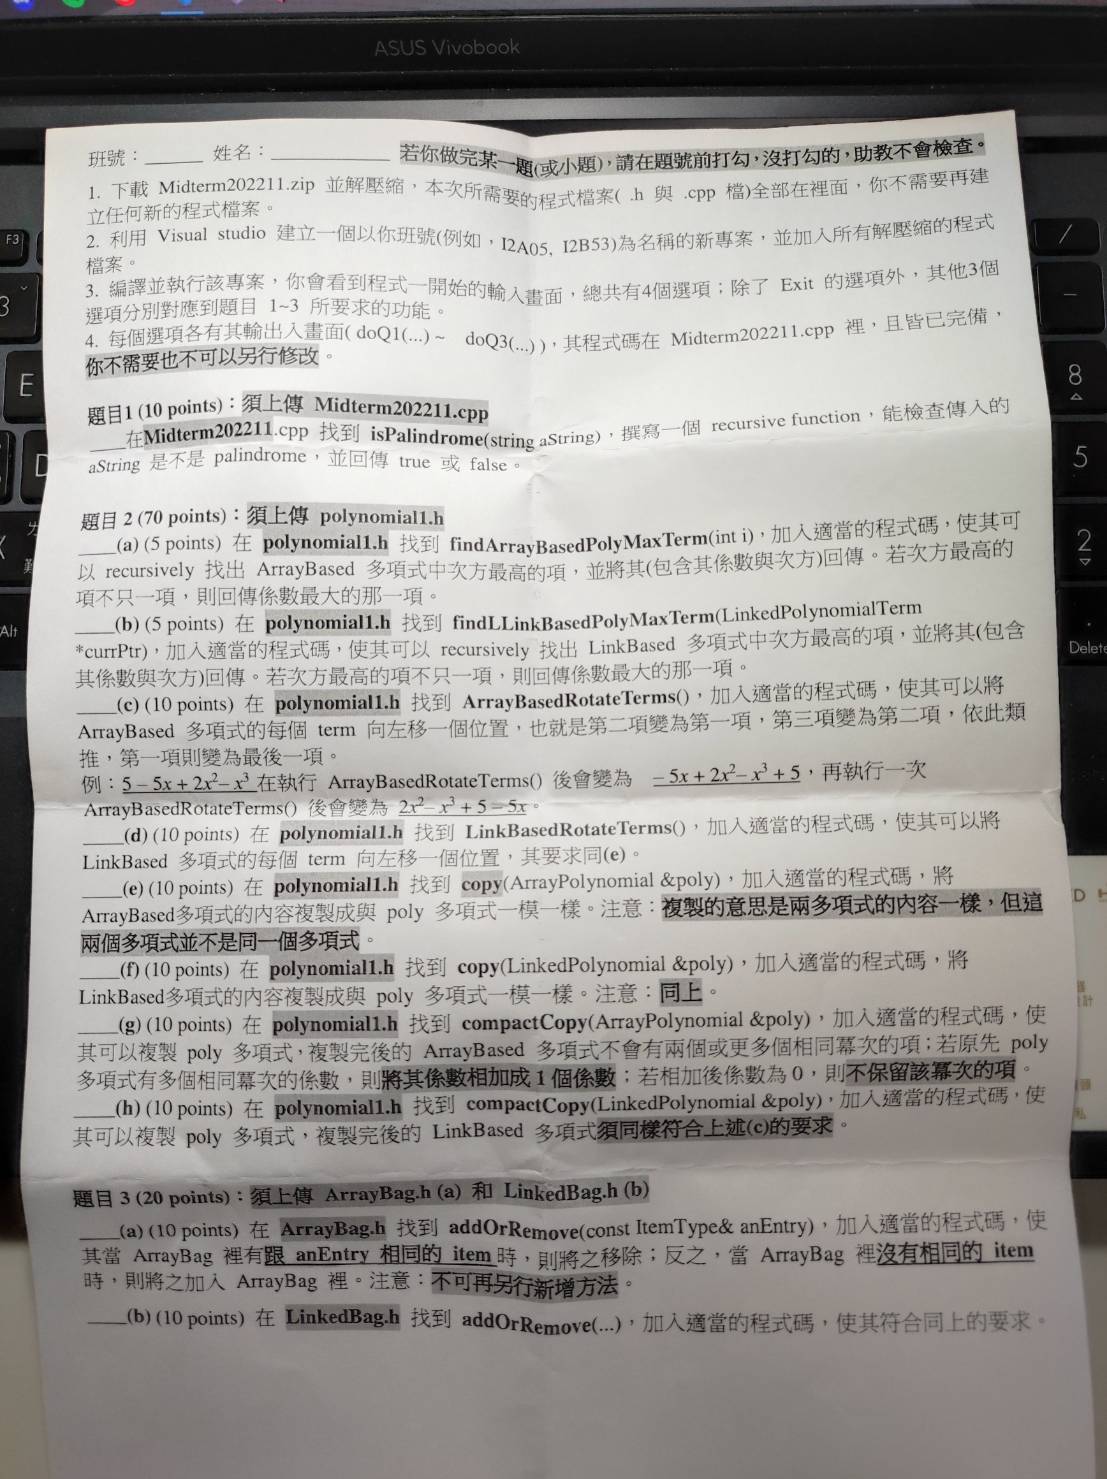 ASUS Vivobook
班號：______ 姓名：____________ 若你做完某一題(或小題)，請在題號前打勾，沒打勾的，助教不會檢查。
1. 下載 Midterm202211.zip 並解壓縮，本次所需要的程式檔案( .h 與 .cpp 檔)全部在裡面，你不需要再建
立任何新的程式檔案。
2. 利用 Visual studio 建立一個以你班號(例如，I2A05, I2B53)為名稱的新專案，並加入所有解壓縮的程式
檔案。
3. 編譯並執行該專案，你會看到程式一開始的輸入畫面，總共有4個選項；除了 Exit 的選項外，其他3個
選項分別對應到題目 1~3 所要求的功能。
4. 每個選項各有其輸出入畫面( doQ1(...) ~ doQ3(...) )，其程式碼在 Midterm202211.cpp 裡，且皆已完備，
你不需要也不可以另行修改。
題目1 (10 points)：須上傳 Midterm202211.cpp
____在Midterm202211.cpp 找到 isPalindrome(string aString)，撰寫一個 recursive function，能檢查傳入的
aString 是不是 palindrome，並回傳 true 或 false。
題目 2 (70 points)：須上傳 polynomial1.h
____(a) (5 points) 在 polynomial1.h 找到 findArrayBasedPolyMaxTerm(int i)，加入適當的程式碼，使其可
以 recursively 找出 ArrayBased 多項式中次方最高的項，並將其(包含其係數與次方)回傳。若次方最高的
項不只一項，則回傳係數最大的那一項。
____(b) (5 points) 在 polynomial1.h 找到 findLLinkBasedPolyMaxTerm(LinkedPolynomialTerm
*currPtr)，加入適當的程式碼，使其可以 recursively 找出 LinkBased 多項式中次方最高的項，並將其(包含
其係數與次方)回傳。若次方最高的項不只一項，則回傳係數最大的那一項。
____(c) (10 points) 在 polynomial1.h 找到 ArrayBasedRotateTerms()，加入適當的程式碼，使其可以將
ArrayBased 多項式的每個 term 向左移一個位置，也就是第二項變為第一項，第三項變為第二項，依此類
推，第一項則變為最後一項。
例：5 – 5x + 2x²– x³ 在執行 ArrayBasedRotateTerms() 後會變為 – 5x + 2x²– x³ + 5，再執行一次
ArrayBasedRotateTerms() 後會變為 2x²– x³ + 5 – 5x。
____(d) (10 points) 在 polynomial1.h 找到 LinkBasedRotateTerms()，加入適當的程式碼，使其可以將
LinkBased 多項式的每個 term 向左移一個位置，其要求同(e)。
____(e) (10 points) 在 polynomial1.h 找到 copy(ArrayPolynomial &poly)，加入適當的程式碼，將
ArrayBased多項式的內容複製成與 poly 多項式一模一樣。注意：複製的意思是兩多項式的內容一樣，但這
兩個多項式並不是同一個多項式。
____(f) (10 points) 在 polynomial1.h 找到 copy(LinkedPolynomial &poly)，加入適當的程式碼，將
LinkBased多項式的內容複製成與 poly 多項式一模一樣。注意：同上。
____(g) (10 points) 在 polynomial1.h 找到 compactCopy(ArrayPolynomial &poly)，加入適當的程式碼，使
其可以複製 poly 多項式，複製完後的 ArrayBased 多項式不會有兩個或更多個相同冪次的項；若原先 poly
多項式有多個相同冪次的係數，則將其係數相加成 1 個係數；若相加後係數為 0，則不保留該冪次的項。
____(h) (10 points) 在 polynomial1.h 找到 compactCopy(LinkedPolynomial &poly)，加入適當的程式碼，使
其可以複製 poly 多項式，複製完後的 LinkBased 多項式須同樣符合上述(c)的要求。
題目 3 (20 points)：須上傳 ArrayBag.h (a) 和 LinkedBag.h (b)
____(a) (10 points) 在 ArrayBag.h 找到 addOrRemove(const ItemType& anEntry)，加入適當的程式碼，使
其當 ArrayBag 裡有跟 anEntry 相同的 item 時，則將之移除；反之，當 ArrayBag 裡沒有相同的 item
時，則將之加入 ArrayBag 裡。注意：不可再另行新增方法。
____(b) (10 points) 在 LinkedBag.h 找到 addOrRemove(...)，加入適當的程式碼，使其符合同上的要求。
F3
3
E
D
Alt
/
8
5
2